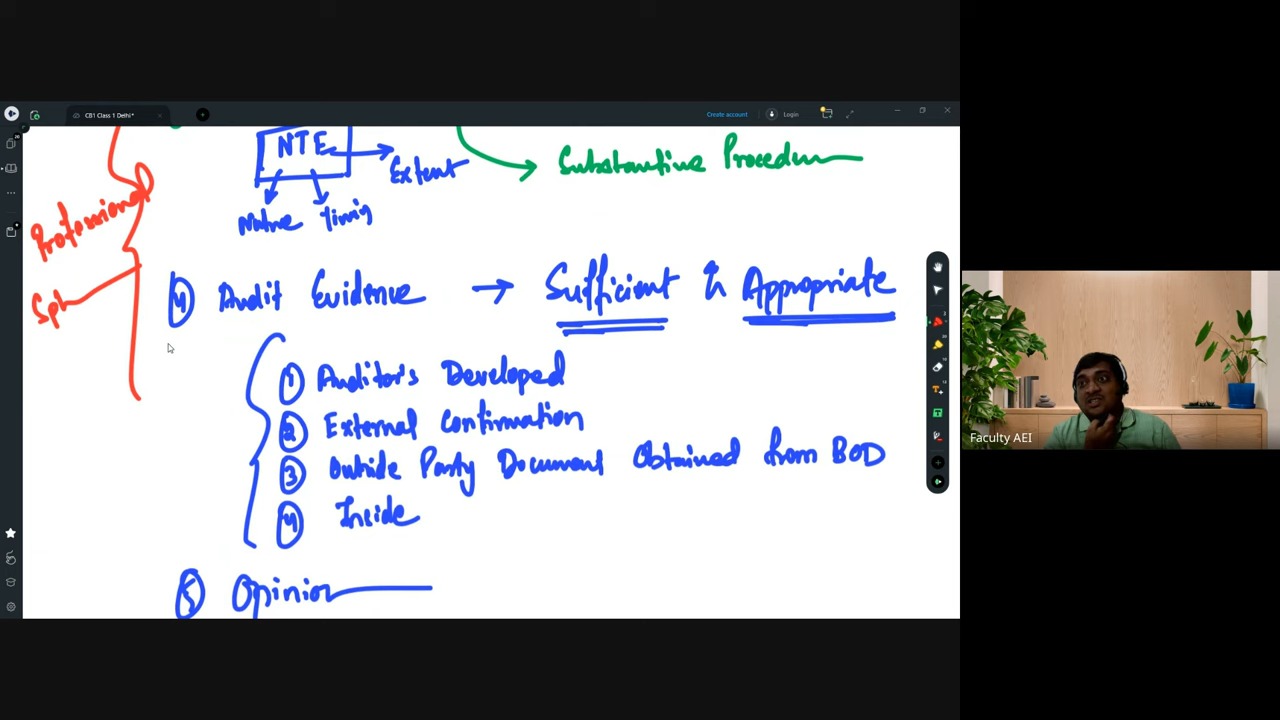 CB1 Class 1 Delhi*
Create account
Login
NTE
Extent
Substantive Procedure
Nature Timing
Professional
④ Audit Evidence → Sufficient & Appropriate
① Auditor's Developed
② External Confirmation
③ Outside Party Document Obtained from BOD
④ Inside
⑤ Opinion
Faculty AEI